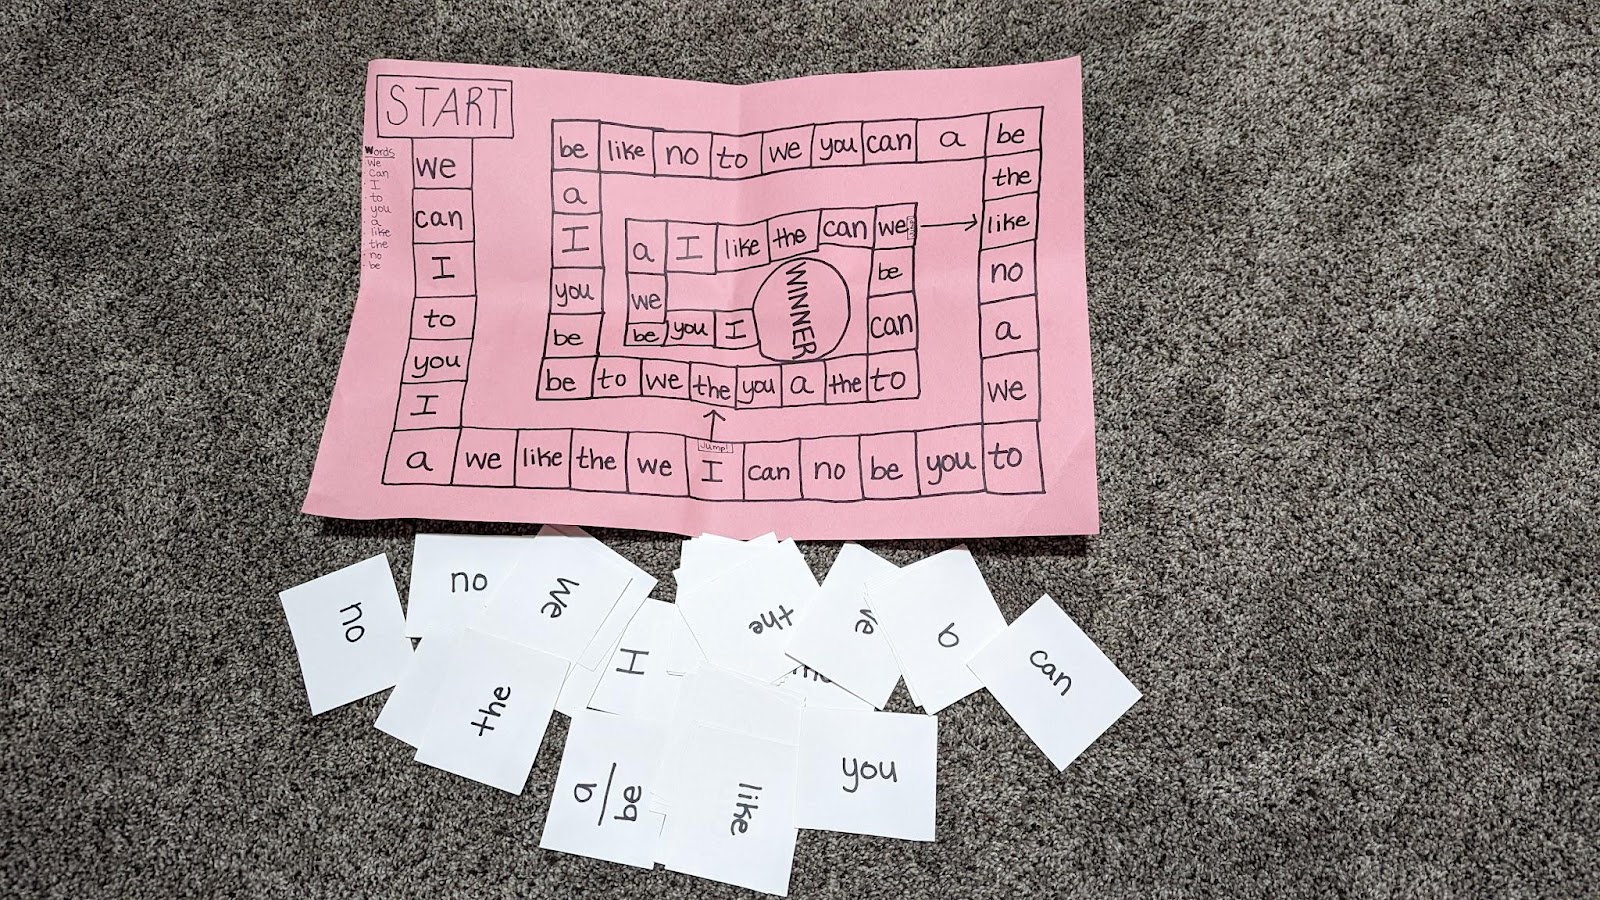 START
Words
we
can
I
to
you
a
like
the
no
be
we
can
I
to
you
I
a we like the we I can no be you to
Jump!
we
a
no
like
the
be
be like no to we you can a be
a
I
you
be
be to we the you a the to
can
be
a I like the can we
we
be you I
WINNER
no
no
we
the
I
the
a
can
the
a
be
like
you